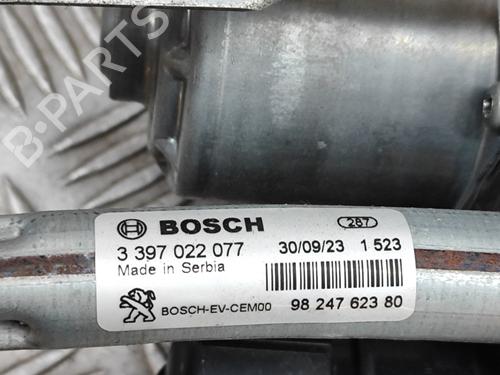 B-PARTS
BOSCH
287
3 397 022 077
30/09/23 1 523
Made in Serbia
BOSCH-EV-CEM00
98 247 623 80